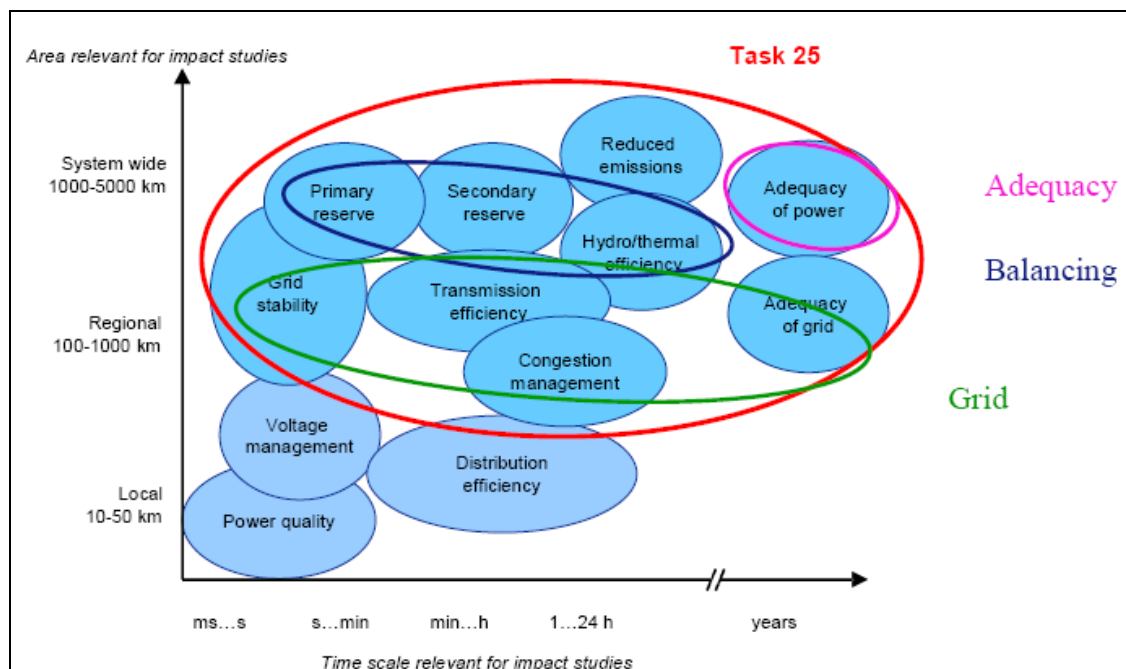 Area relevant for impact studies
Task 25
System wide
1000-5000 km
Primary
reserve
Secondary
reserve
Reduced
emissions
Adequacy
of power
Adequacy
Hydro/thermal
efficiency
Balancing
Grid
stability
Transmission
efficiency
Adequacy
of grid
Regional
100-1000 km
Congestion
management
Grid
Voltage
management
Distribution
efficiency
Local
10-50 km
Power quality
ms...s
s...min
min...h
1...24 h
years
Time scale relevant for impact studies